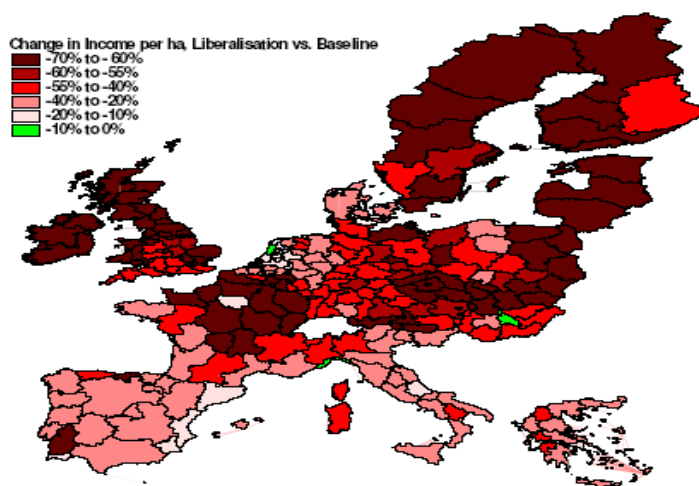 Change in Income per ha, Liberalisation vs. Baseline
-70% to - 60%
-60% to -55%
-55% to -40%
-40% to -20%
-20% to -10%
-10% to 0%